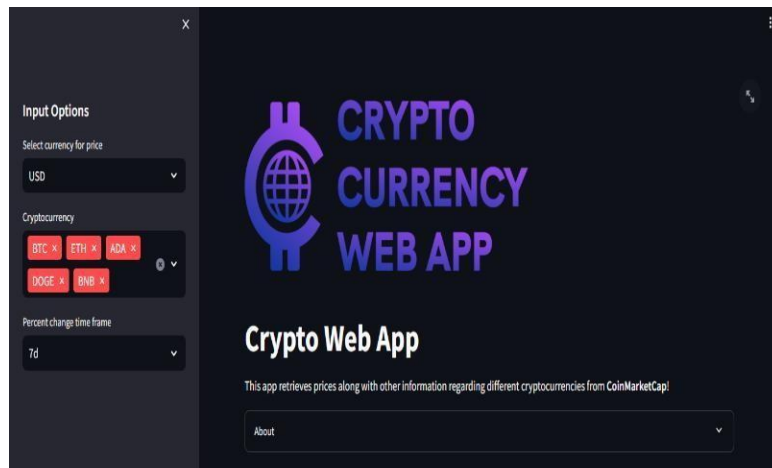 X
Input Options
Select currency for price
USD
Cryptocurrency
BTC × ETH × ADA ×
DOGE × BNB ×
Percent change time frame
7d
CRYPTO
CURRENCY
WEB APP
Crypto Web App
This app retrieves prices along with other information regarding different cryptocurrencies from CoinMarketCap!
About